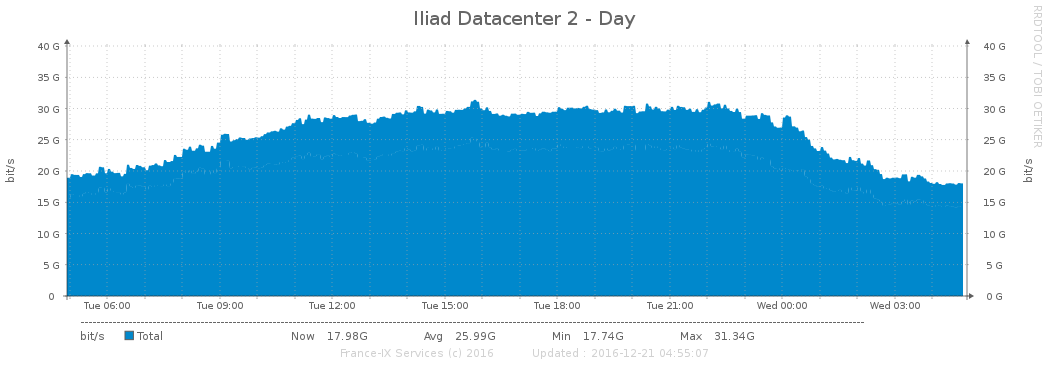 Iliad Datacenter 2 - Day
RRDTOOL / TOBI OETIKER
bit/s
40 G 40 G
35 G 35 G
30 G 30 G
25 G 25 G
20 G 20 G
15 G 15 G
10 G 10 G
5 G 5 G
0 0 G
bit/s
Tue 06:00 Tue 09:00 Tue 12:00 Tue 15:00 Tue 18:00 Tue 21:00 Wed 00:00 Wed 03:00
bit/s Total Now 17.98G Avg 25.99G Min 17.74G Max 31.34G
France-IX Services (c) 2016 Updated : 2016-12-21 04:55:07